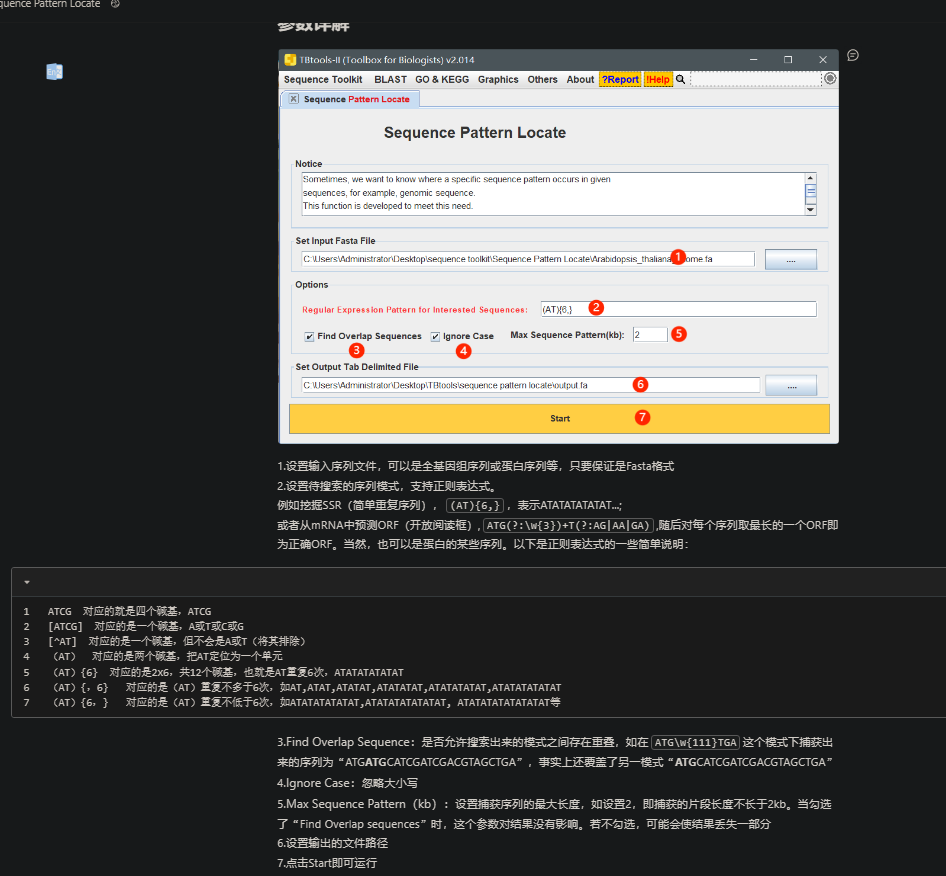 quence Pattern Locate
参数详解
TBtools-II (Toolbox for Biologists) v2.014
Sequence Toolkit BLAST GO & KEGG Graphics Others About ?Report !Help
Sequence Pattern Locate
Sequence Pattern Locate
Notice
Sometimes, we want to know where a specific sequence pattern occurs in given
sequences, for example, genomic sequence.
This function is developed to meet this need.
Set Input Fasta File
C:\Users\Administrator\Desktop\sequence toolkit\Sequence Pattern Locate\Arabidopsis_thaliana ome.fa
1
....
Options
Regular Expression Pattern for Interested Sequences: (AT){6,}
2
Find Overlap Sequences Ignore Case Max Sequence Pattern(kb): 2
5
3 4
Set Output Tab Delimited File
C:\Users\Administrator\Desktop\TBtools\sequence pattern locate\output.fa
6
....
Start
7
1.设置输入序列文件，可以是全基因组序列或蛋白序列等，只要保证是Fasta格式
2.设置待搜索的序列模式，支持正则表达式。
例如挖掘SSR（简单重复序列），(AT){6,}，表示ATATATATATAT...;
或者从mRNA中预测ORF（开放阅读框）,ATG(?:\w{3})+T(?:AG|AA|GA),随后对每个序列取最长的一个ORF即
为正确ORF。当然，也可以是蛋白的某些序列。以下是正则表达式的一些简单说明：
1 ATCG 对应的就是四个碱基，ATCG
2 [ATCG] 对应的是一个碱基，A或T或C或G
3 [^AT] 对应的是一个碱基，但不会是A或T（将其排除）
4 （AT） 对应的是两个碱基，把AT定位为一个单元
5 （AT）{6} 对应的是2x6，共12个碱基，也就是AT重复6次，ATATATATATAT
6 （AT）{，6} 对应的是（AT）重复不多于6次，如AT,ATAT,ATATAT,ATATATAT,ATATATATAT,ATATATATATAT
7 （AT）{6，} 对应的是（AT）重复不低于6次，如ATATATATATAT,ATATATATATATAT, ATATATATATATATAT等
3.Find Overlap Sequence：是否允许搜索出来的模式之间存在重叠，如在 ATG\w{111}TGA 这个模式下捕获出
来的序列为“ATGATGCATCGATCGACGTAGCTGA”，事实上还要盖了另一模式“ATGCATCGATCGACGTAGCTGA”
4.Ignore Case：忽略大小写
5.Max Sequence Pattern（kb）：设置捕获序列的最大长度，如设置2，即捕获的片段长度不长于2kb。当勾选
了“Find Overlap sequences”时，这个参数对结果没有影响。若不勾选，可能会使结果丢失一部分
6.设置输出的文件路径
7.点击Start即可运行